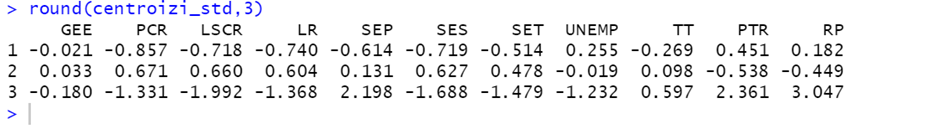 > round(centroizi_std,3)
GEE PCR LSCR LR SEP SES SET UNEMP TT PTR RP
1 -0.021 -0.857 -0.718 -0.740 -0.614 -0.719 -0.514 0.255 -0.269 0.451 0.182
2 0.033 0.671 0.660 0.604 0.131 0.627 0.478 -0.019 0.098 -0.538 -0.449
3 -0.180 -1.331 -1.992 -1.368 2.198 -1.688 -1.479 -1.232 0.597 2.361 3.047
>